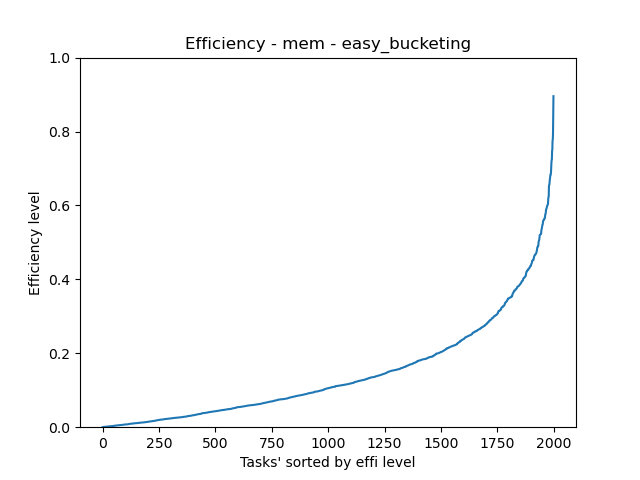 Efficiency - mem - easy_bucketing
1.0
0.8
0.6
0.4
0.2
0.0
Efficiency level
0 250 500 750 1000 1250 1500 1750 2000
Tasks' sorted by effi level